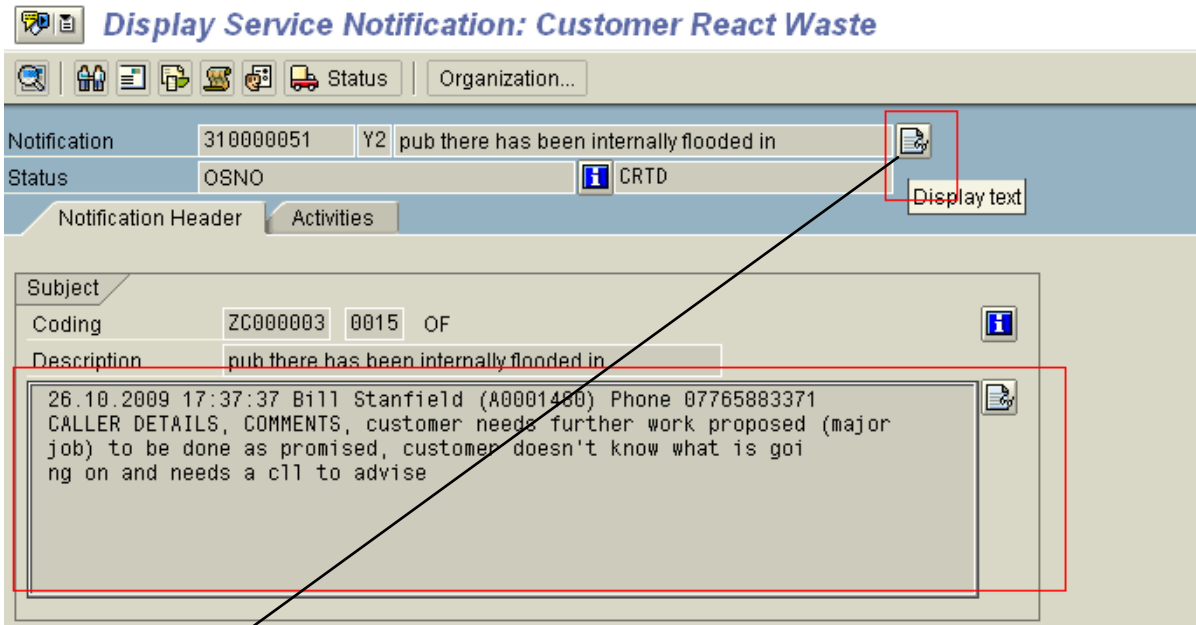 Display Service Notification: Customer React Waste
Status Organization...
Notification 310000051 Y2 pub there has been internally flooded in
Status OSNO CRTD
Display text
Notification Header Activities
Subject
Coding ZC000003 0015 OF
Description pub there has been internally flooded in
26.10.2009 17:37:37 Bill Stanfield (A0001480) Phone 07765883371
CALLER DETAILS, COMMENTS, customer needs further work proposed (major
job) to be done as promised, customer doesn't know what is goi
ng on and needs a cll to advise